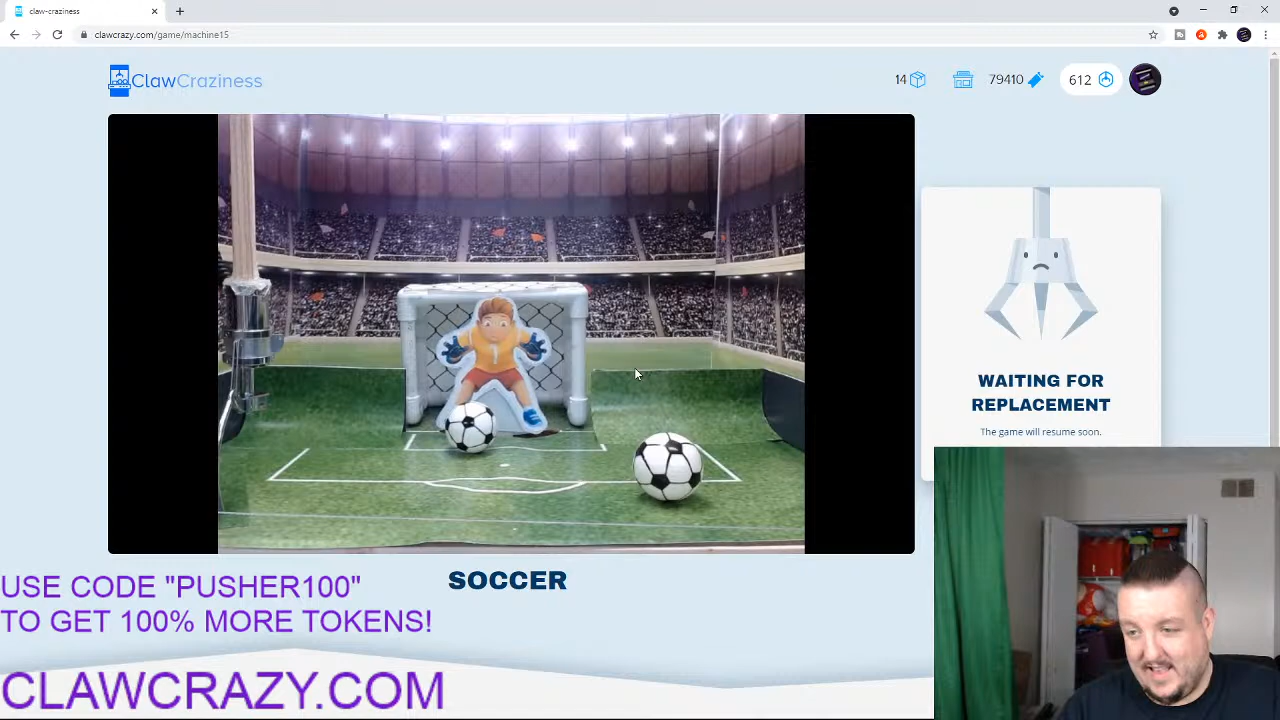 claw-craziness
clawcrazy.com/game/machine15
ClawCraziness
14
79410
612
WAITING FOR
REPLACEMENT
The game will resume soon.
SOCCER
USE CODE "PUSHER100"
TO GET 100% MORE TOKENS!
CLAWCRAZY.COM